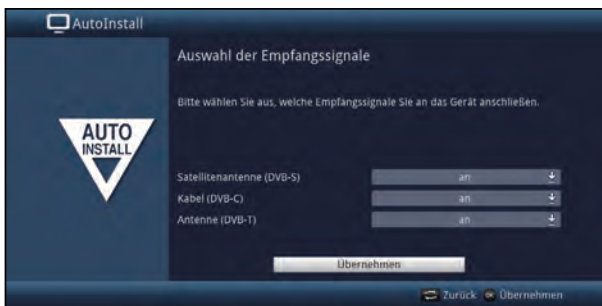 AutoInstall
Auswahl der Empfangssignale
Bitte wählen Sie aus, welche Empfangssignale Sie an das Gerät anschließen.
AUTO
INSTALL
Satellitenantenne (DVB-S) an
Kabel (DVB-C) an
Antenne (DVB-T) an
Übernehmen
Zurück OK Übernehmen